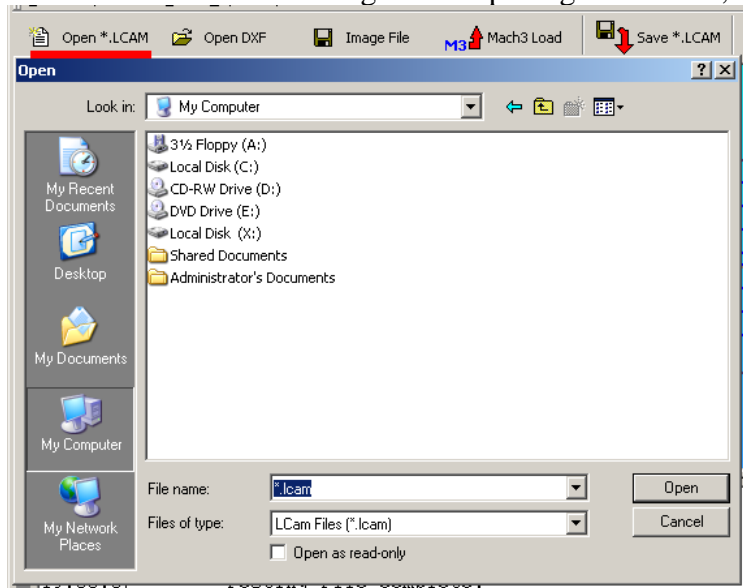 Open *.LCAM Open DXF Image File M3 Mach3 Load Save *.LCAM
Open
Look in: My Computer
3½ Floppy (A:)
Local Disk (C:)
CD-RW Drive (D:)
DVD Drive (E:)
Local Disk (X:)
Shared Documents
Administrator's Documents
My Recent
Documents
Desktop
My Documents
My Computer
My Network
Places
File name: *.lcam Open
Files of type: LCam Files (*.lcam) Cancel
Open as read-only